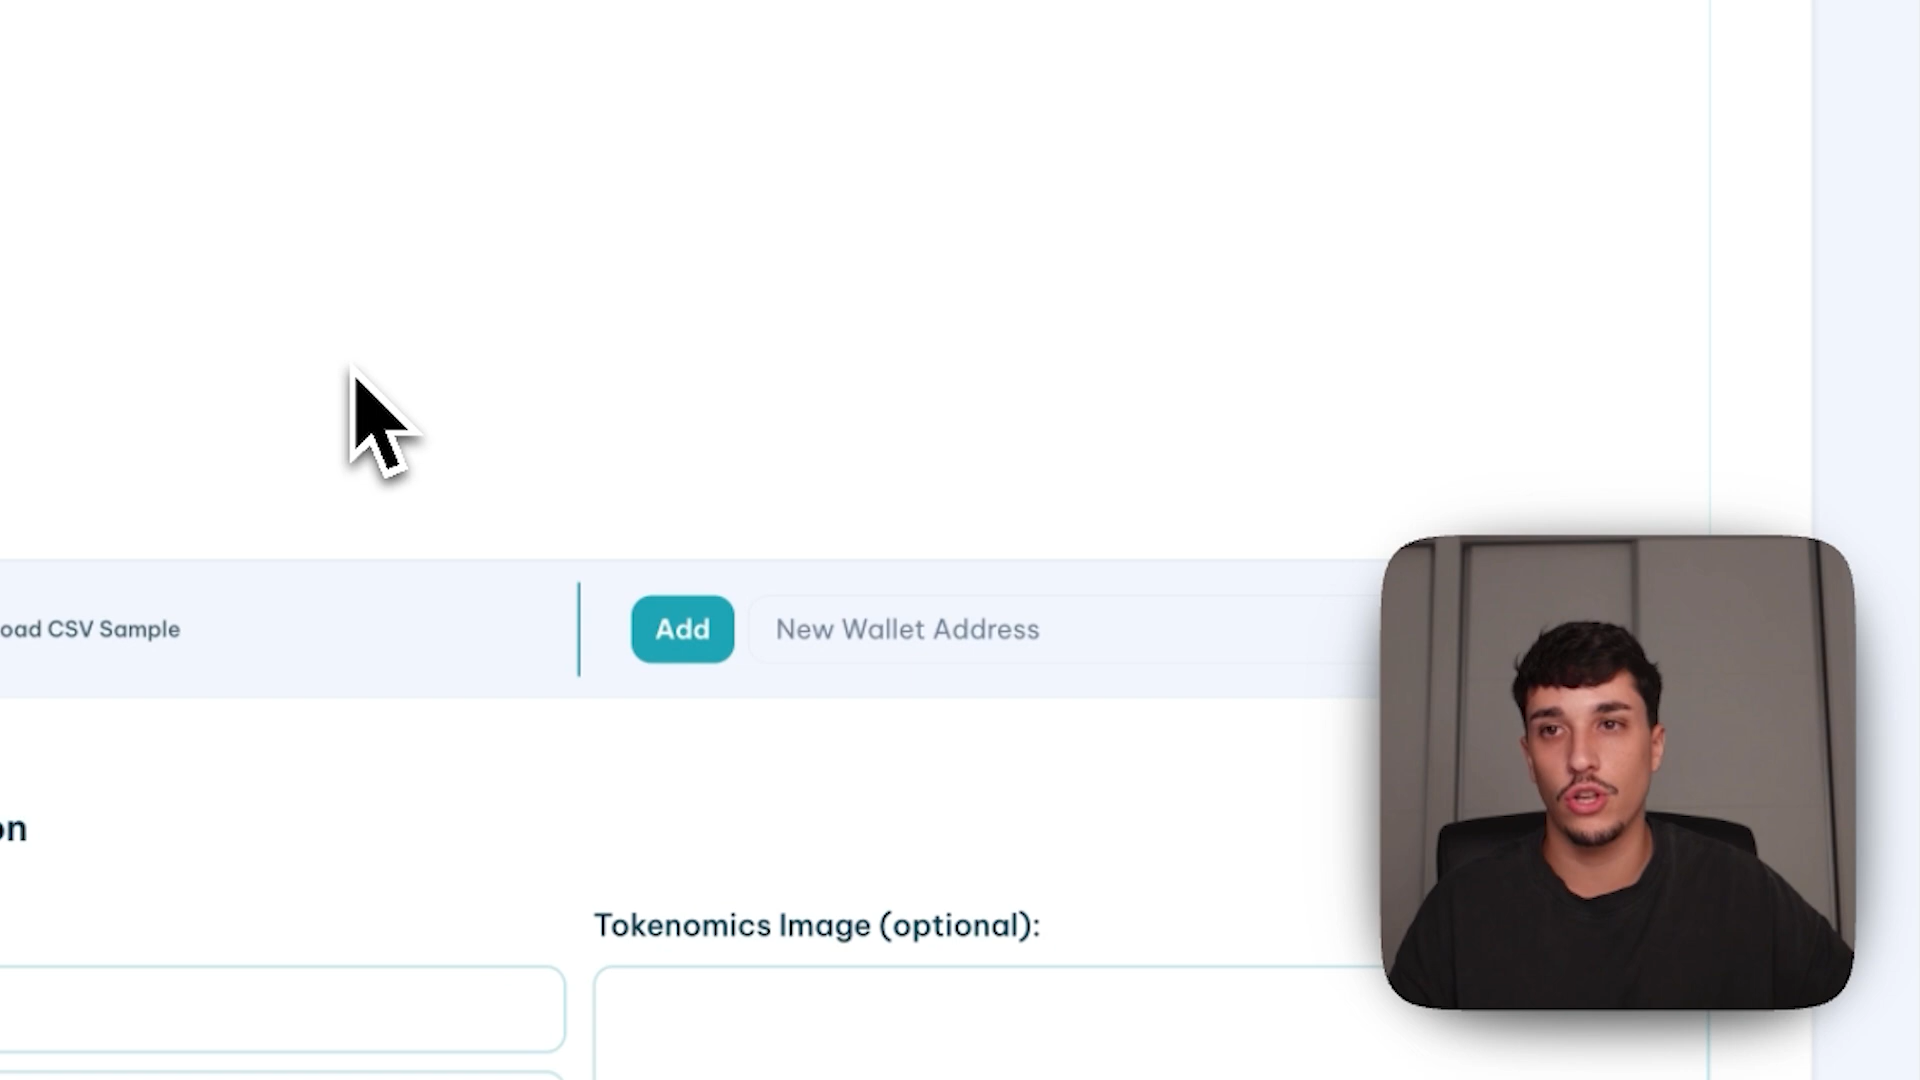 oad CSV Sample
Add
New Wallet Address
on
Tokenomics Image (optional):